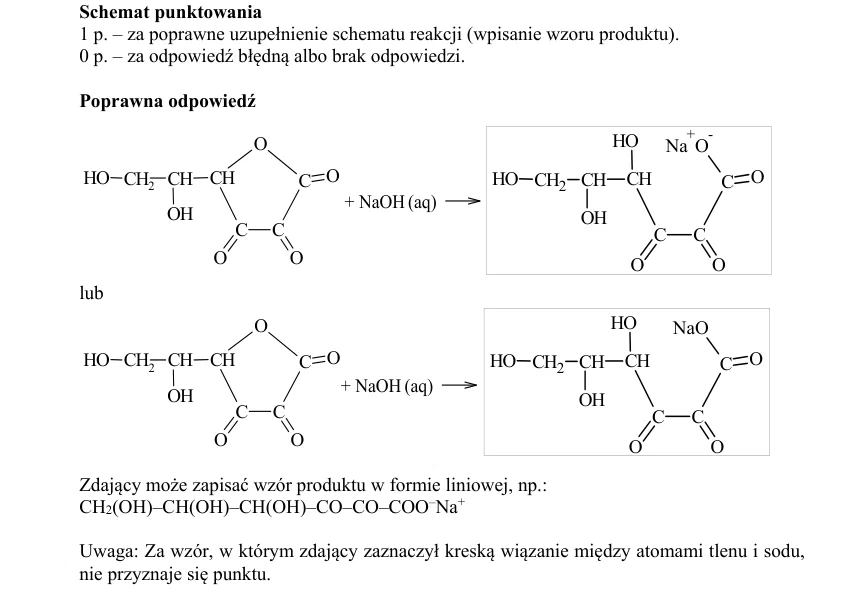 Schemat punktowania
1 p. – za poprawne uzupełnienie schematu reakcji (wpisanie wzoru produktu).
0 p. – za odpowiedź błędną albo brak odpowiedzi.
Poprawna odpowiedź
O
HO–CH2–CH–CH C=O
OH
C–C
O O
+ NaOH (aq)
HO Na+O-
HO–CH2–CH–CH C=O
OH
C–C
O O
lub
O
HO–CH2–CH–CH C=O
OH
C–C
O O
+ NaOH (aq)
HO NaO
HO–CH2–CH–CH C=O
OH
C–C
O O
Zdający może zapisać wzór produktu w formie liniowej, np.:
CH2(OH)–CH(OH)–CH(OH)–CO–CO–COO⁻Na⁺
Uwaga: Za wzór, w którym zdający zaznaczył kreską wiązanie między atomami tlenu i sodu,
nie przyznaje się punktu.